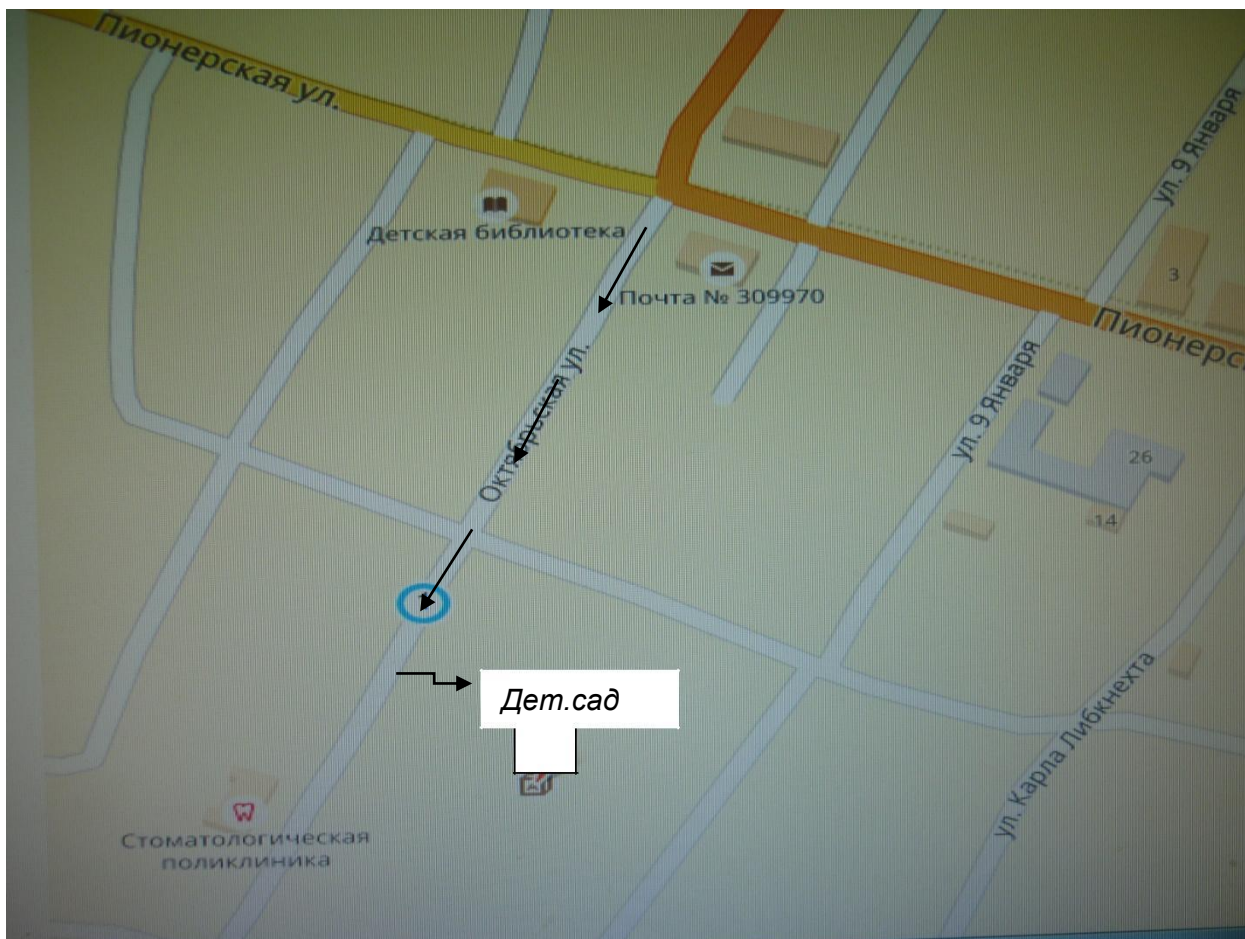 Пионерская ул.
ул. 9 Января
Детская библиотека
3
Почта № 309970
Пионерс
Октябрьская ул.
ул. 9 Января
26
14
Дет.сад
ул. Карла Либкнехта
Стоматологическая
поликлиника